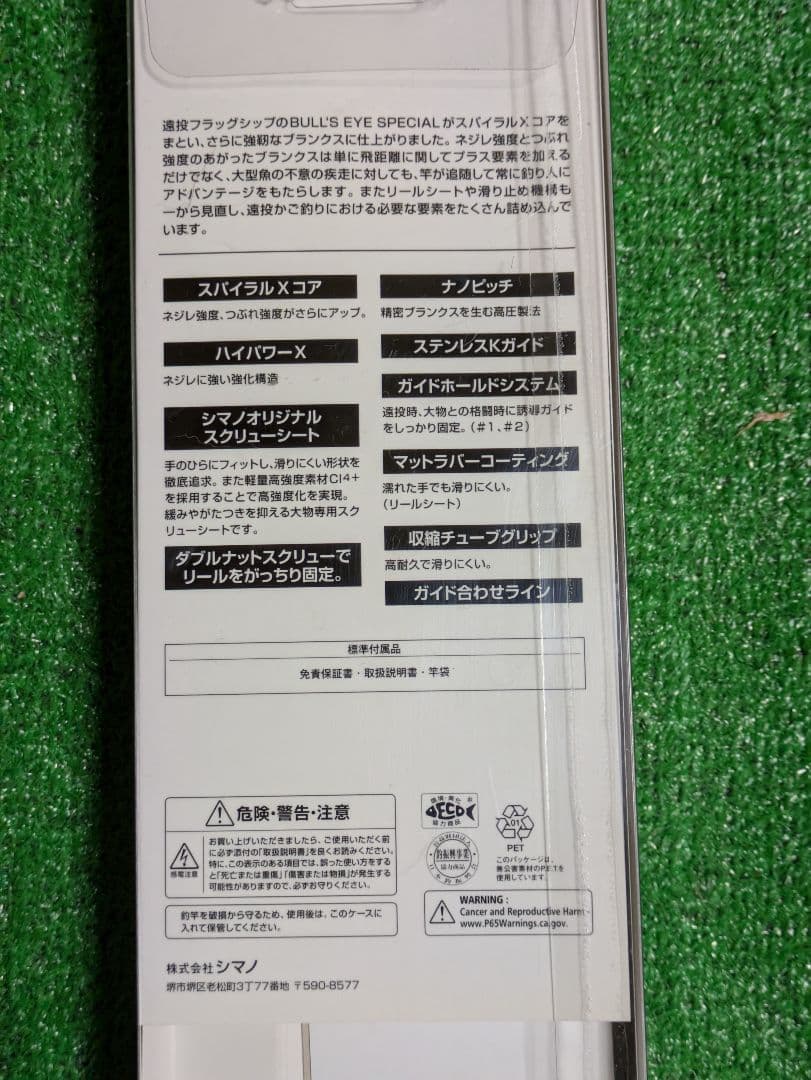 遠投フラッグシップのBULL'S EYE SPECIALがスパイラルXコアを
まとい、さらに強靭なブランクスに仕上がりました。ネジレ強度とつぶれ
強度のあがったブランクスは単に飛距離に関してプラス要素を加える
だけでなく、大型魚の不意の疾走に対しても、竿が追随して常に釣り人に
アドバンテージをもたらします。またリールシートや滑り止め機構も
一から見直し、遠投かご釣りにおける必要な要素をたくさん詰め込んで
います。
スパイラルXコア
ネジレ強度、つぶれ強度がさらにアップ。
ハイパワーX
ネジレに強い強化構造
シマノオリジナル
スクリューシート
手のひらにフィットし、滑りにくい形状を
徹底追求。また軽量高強度素材CI4+
を採用することで高強度化を実現。
緩みやがたつきを抑える大物専用スク
リューシートです。
ダブルナットスクリューで
リールをがっちり固定。
ナノピッチ
精密ブランクスを生む高圧製法
ステンレスKガイド
ガイドホールドシステム
遠投時、大物との格闘時に誘導ガイド
をしっかり固定。(#1、#2)
マットラバーコーティング
濡れた手でも滑りにくい。
(リールシート)
収縮チューブグリップ
高耐久で滑りにくい。
ガイド合わせライン
標準付属品
免責保証書・取扱説明書・竿袋
危険・警告・注意
感電注意
お買い上げいただきましたら、ご使用いただく前
に必ず添付の「取扱説明書」を良くお読みください。
特に、この表示のある項目では、誤った使い方をする
と「死亡または重傷」「傷害または物損」が発生する
可能性がありますので、必ずお守りください。
釣竿を破損から守るため、使用後は、このケースに
入れて保管してください。
環境・美化
ECO
協力商品
釣振興事業
協力商品
01
PET
このパッケージは、
無公害素材のP.E.Tを
使用しています。
WARNING :
Cancer and Reproductive Harm-
www.P65Warnings.ca.gov.
株式会社シマノ
堺市堺区老松町3丁77番地 〒590-8577